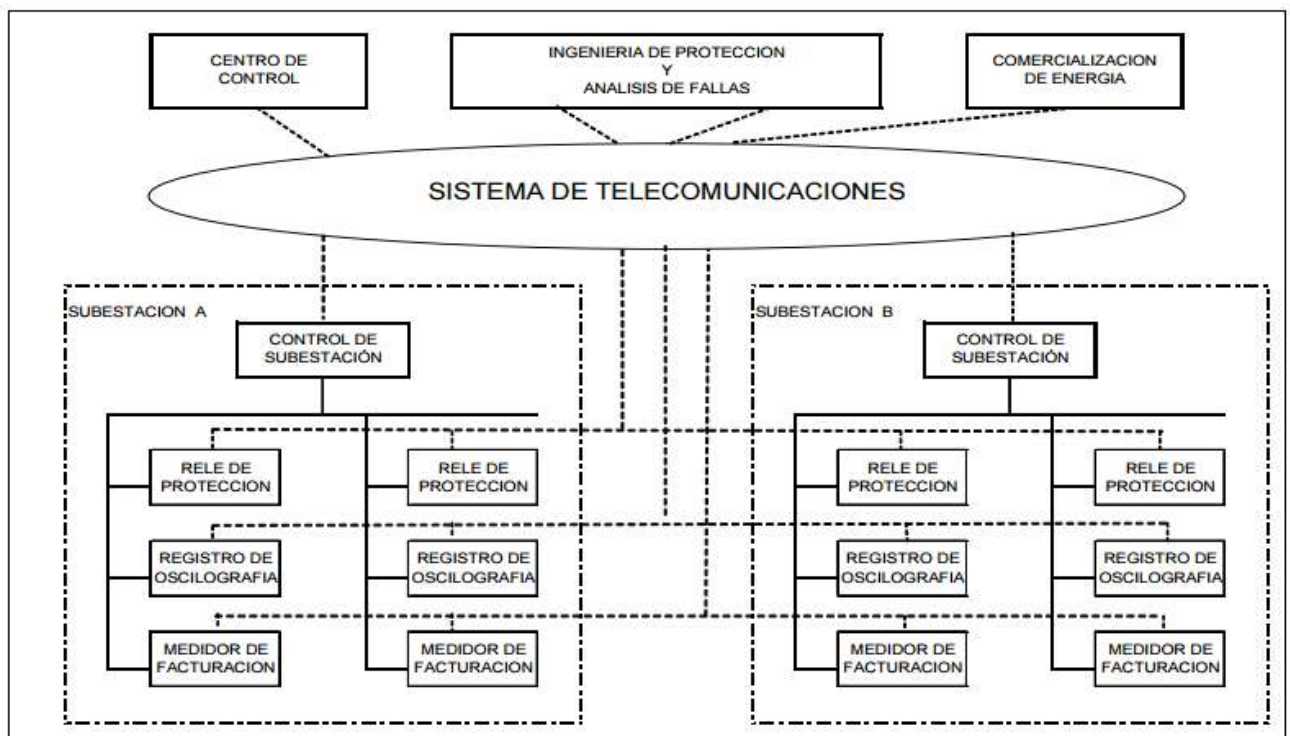 CENTRO DE
CONTROL
INGENIERIA DE PROTECCION
Y
ANALISIS DE FALLAS
COMERCIALIZACION
DE ENERGIA
SISTEMA DE TELECOMUNICACIONES
SUBESTACION A
CONTROL DE
SUBESTACIÓN
RELE DE
PROTECCION
RELE DE
PROTECCION
REGISTRO DE
OSCILOGRAFIA
REGISTRO DE
OSCILOGRAFIA
MEDIDOR DE
FACTURACION
MEDIDOR DE
FACTURACION
SUBESTACION B
CONTROL DE
SUBESTACIÓN
RELE DE
PROTECCION
RELE DE
PROTECCION
REGISTRO DE
OSCILOGRAFIA
REGISTRO DE
OSCILOGRAFIA
MEDIDOR DE
FACTURACION
MEDIDOR DE
FACTURACION